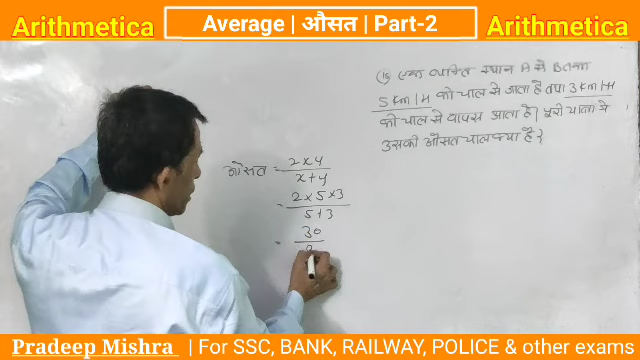 Arithmetica
Average | औसत | Part-2
Arithmetica
(15 एक व्यक्ति स्थान A से B तक
5 km/H की चाल से जाता है तथा 3 km/H
की चाल से वापस आता है। पूरी यात्रा में
उसकी औसत चाल क्या है?
औसत = 2xy
x+y
= 2×5×3
5+3
= 30
Pradeep Mishra | For SSC, BANK, RAILWAY, POLICE & other exams